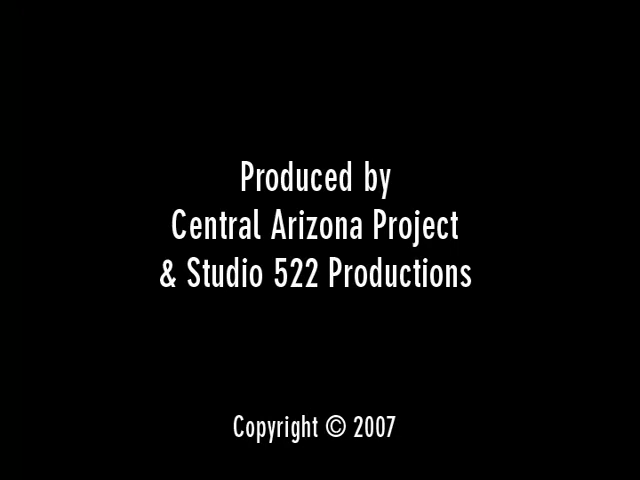 Produced by
Central Arizona Project
& Studio 522 Productions
Copyright © 2007